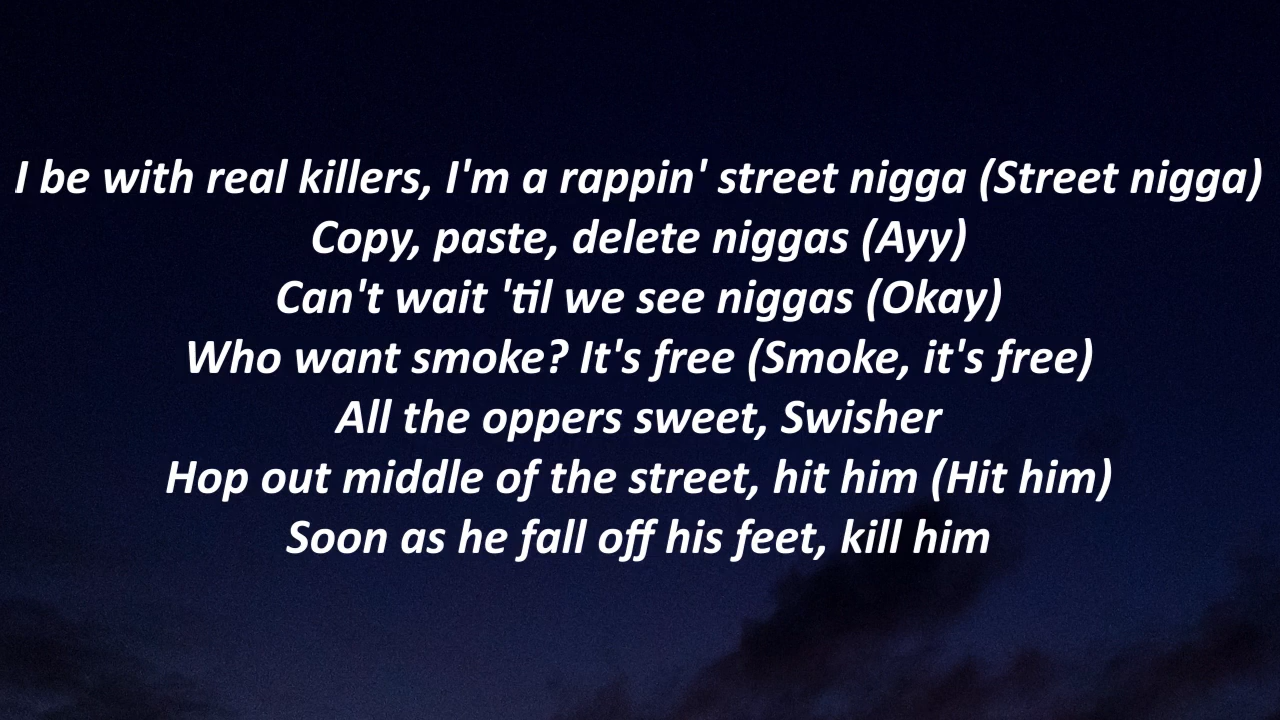 I be with real killers, I'm a rappin' street nigga (Street nigga)
Copy, paste, delete niggas (Ayy)
Can't wait 'til we see niggas (Okay)
Who want smoke? It's free (Smoke, it's free)
All the oppers sweet, Swisher
Hop out middle of the street, hit him (Hit him)
Soon as he fall off his feet, kill him